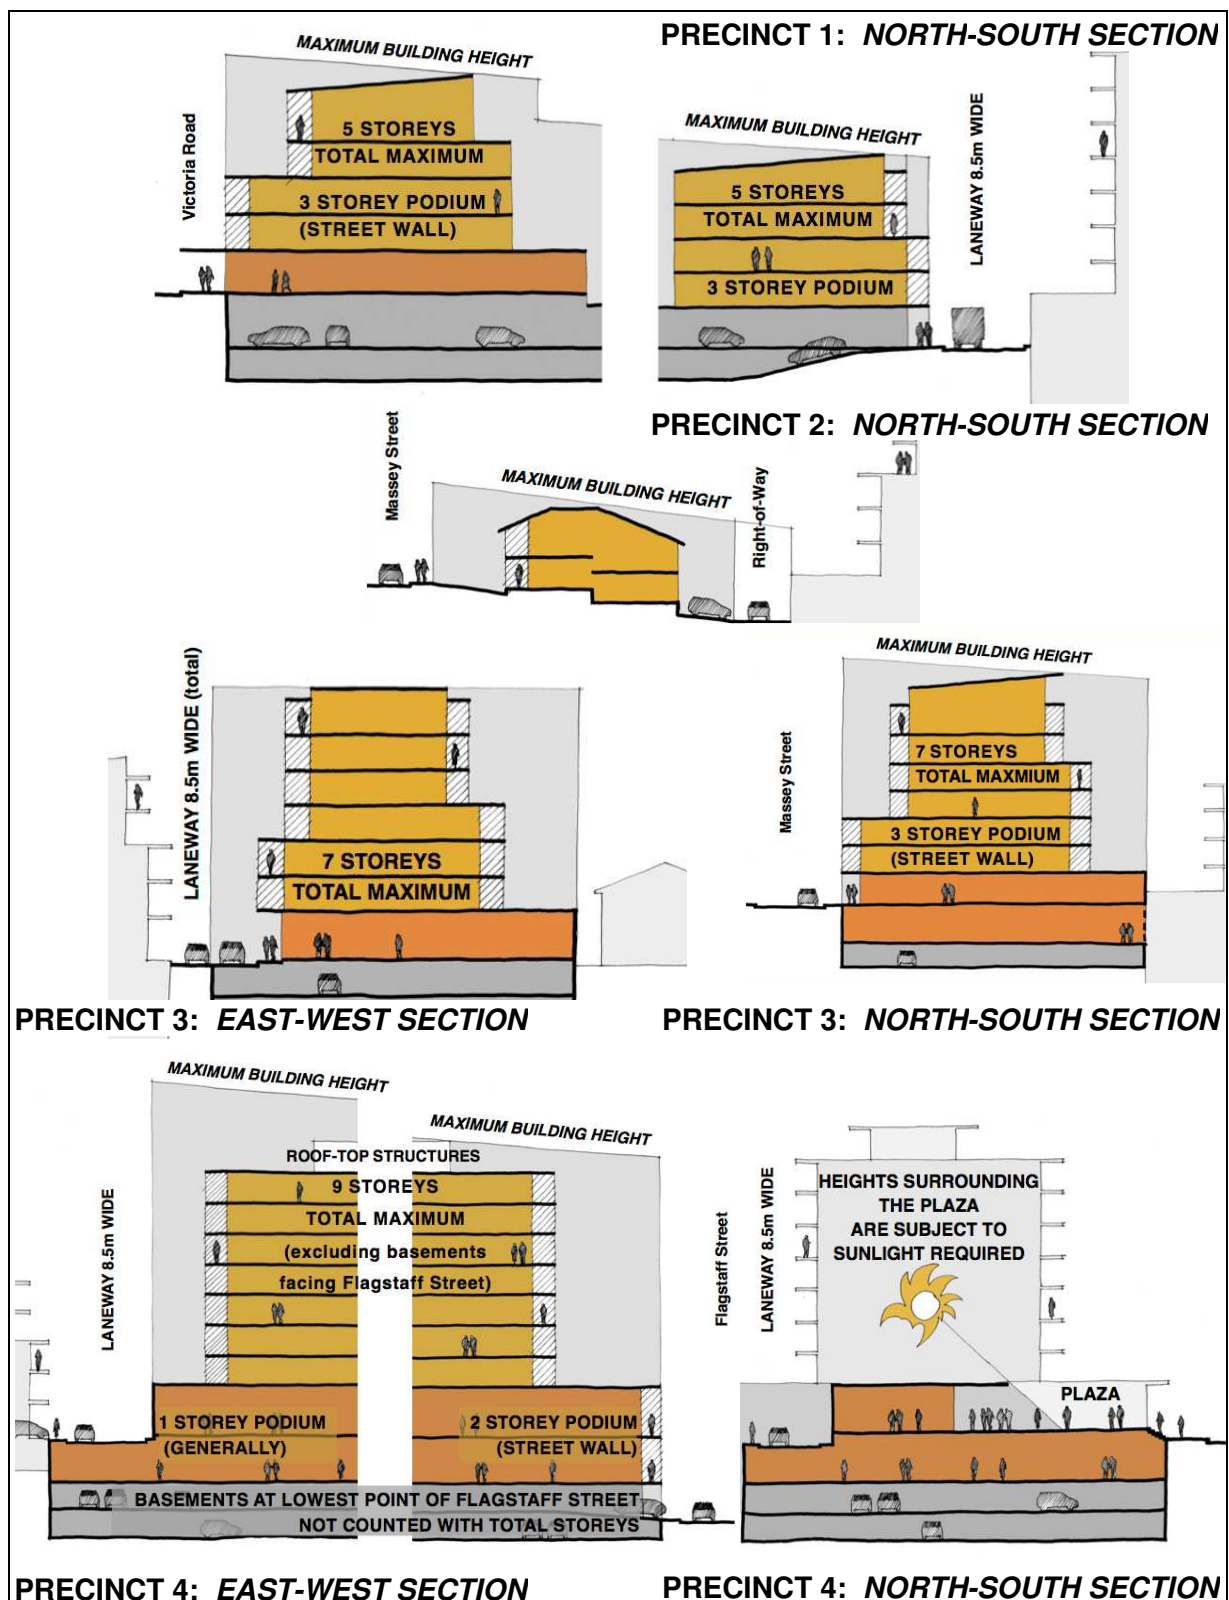 PRECINCT 1: NORTH-SOUTH SECTION
MAXIMUM BUILDING HEIGHT
Victoria Road
5 STOREYS
TOTAL MAXIMUM
3 STOREY PODIUM
(STREET WALL)
MAXIMUM BUILDING HEIGHT
5 STOREYS
TOTAL MAXIMUM
3 STOREY PODIUM
LANEWAY 8.5m WIDE
PRECINCT 2: NORTH-SOUTH SECTION
Massey Street
MAXIMUM BUILDING HEIGHT
Right-of-Way
LANEWAY 8.5m WIDE (total)
7 STOREYS
TOTAL MAXIMUM
PRECINCT 3: EAST-WEST SECTION
MAXIMUM BUILDING HEIGHT
Massey Street
7 STOREYS
TOTAL MAXMIUM
3 STOREY PODIUM
(STREET WALL)
PRECINCT 3: NORTH-SOUTH SECTION
MAXIMUM BUILDING HEIGHT
MAXIMUM BUILDING HEIGHT
LANEWAY 8.5m WIDE
ROOF-TOP STRUCTURES
9 STOREYS
TOTAL MAXIMUM
(excluding basements
facing Flagstaff Street)
1 STOREY PODIUM
(GENERALLY)
2 STOREY PODIUM
(STREET WALL)
BASEMENTS AT LOWEST POINT OF FLAGSTAFF STREET
NOT COUNTED WITH TOTAL STOREYS
Flagstaff Street
PRECINCT 4: EAST-WEST SECTION
LANEWAY 8.5m WIDE
HEIGHTS SURROUNDING
THE PLAZA
ARE SUBJECT TO
SUNLIGHT REQUIRED
PLAZA
PRECINCT 4: NORTH-SOUTH SECTION